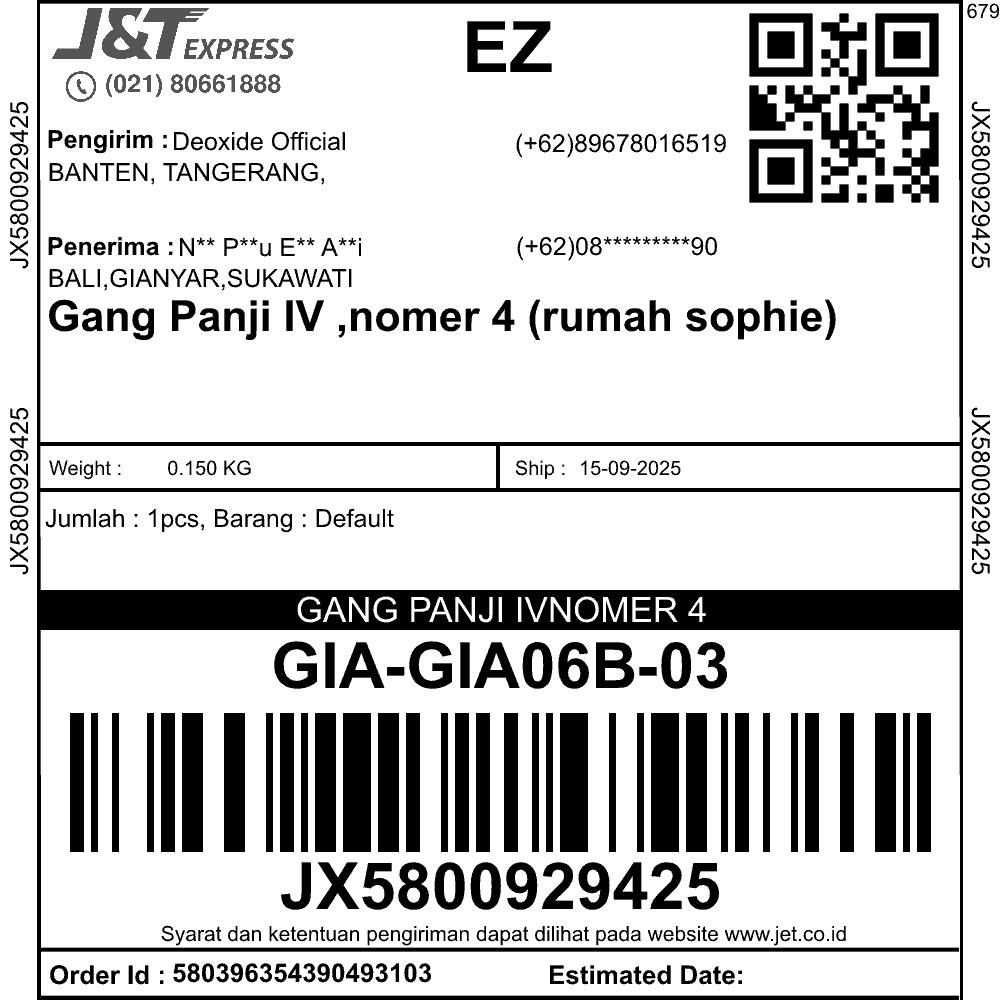 679
J&T EXPRESS
EZ
(021) 80661888
JX5800929425
JX5800929425
Pengirim : Deoxide Official (+62)89678016519
BANTEN, TANGERANG,
Penerima : N** P**u E** A**i (+62)08*********90
BALI,GIANYAR,SUKAWATI
Gang Panji IV ,nomer 4 (rumah sophie)
JX5800929425
JX5800929425
Weight : 0.150 KG Ship : 15-09-2025
Jumlah : 1pcs, Barang : Default
GANG PANJI IVNOMER 4
GIA-GIA06B-03
JX5800929425
Syarat dan ketentuan pengiriman dapat dilihat pada website www.jet.co.id
Order Id : 580396354390493103 Estimated Date: